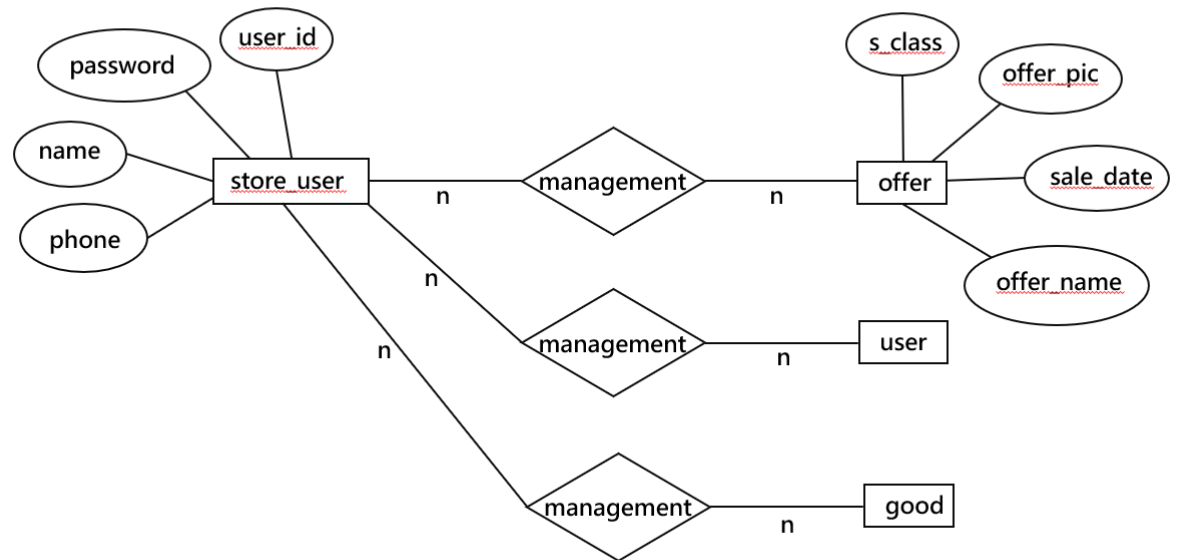 user_id
password
name
phone
store_user
n
management
n
offer
s_class
offer_pic
sale_date
offer_name
n
management
n
user
n
management
n
good